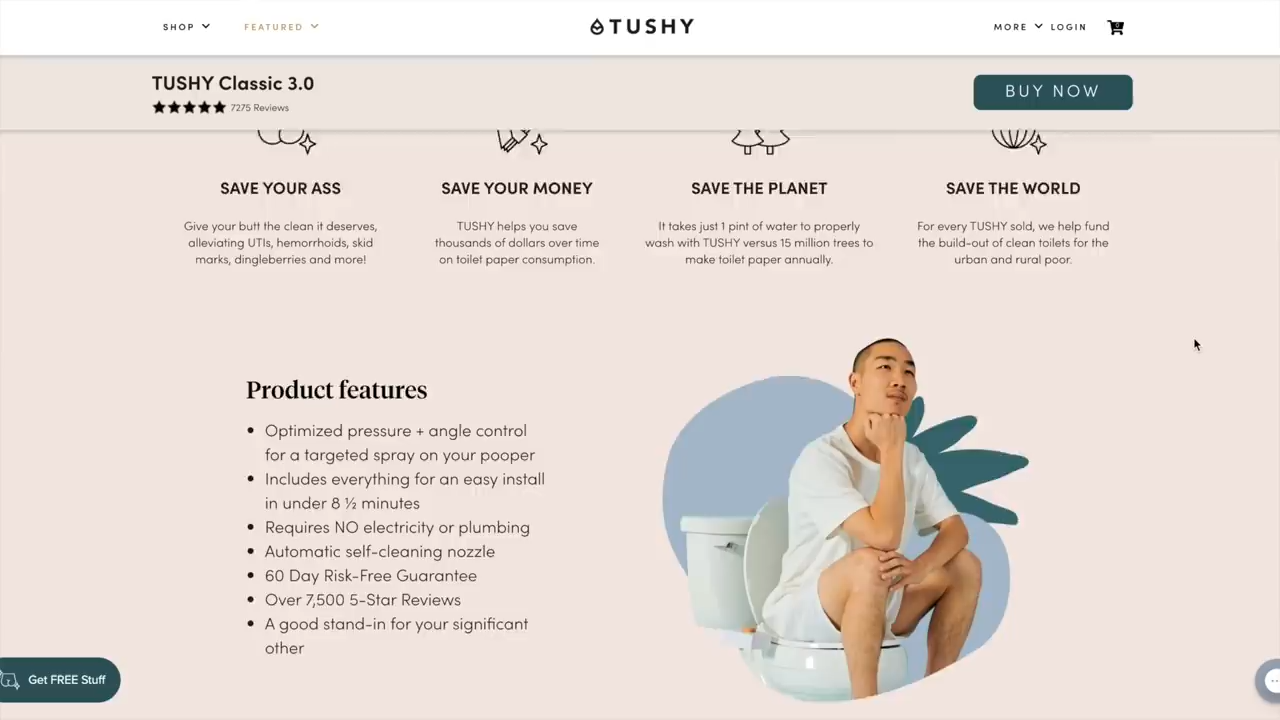 SHOP
FEATURED
TUSHY
MORE
LOGIN
TUSHY Classic 3.0
7275 Reviews
BUY NOW
SAVE YOUR ASS
Give your butt the clean it deserves,
alleviating UTIs, hemorrhoids, skid
marks, dingleberries and more!
SAVE YOUR MONEY
TUSHY helps you save
thousands of dollars over time
on toilet paper consumption.
SAVE THE PLANET
It takes just 1 pint of water to properly
wash with TUSHY versus 15 million trees to
make toilet paper annually.
SAVE THE WORLD
For every TUSHY sold, we help fund
the build-out of clean toilets for the
urban and rural poor.
Product features
• Optimized pressure + angle control
for a targeted spray on your pooper
• Includes everything for an easy install
in under 8 ½ minutes
• Requires NO electricity or plumbing
• Automatic self-cleaning nozzle
• 60 Day Risk-Free Guarantee
• Over 7,500 5-Star Reviews
• A good stand-in for your significant
other
Get FREE Stuff